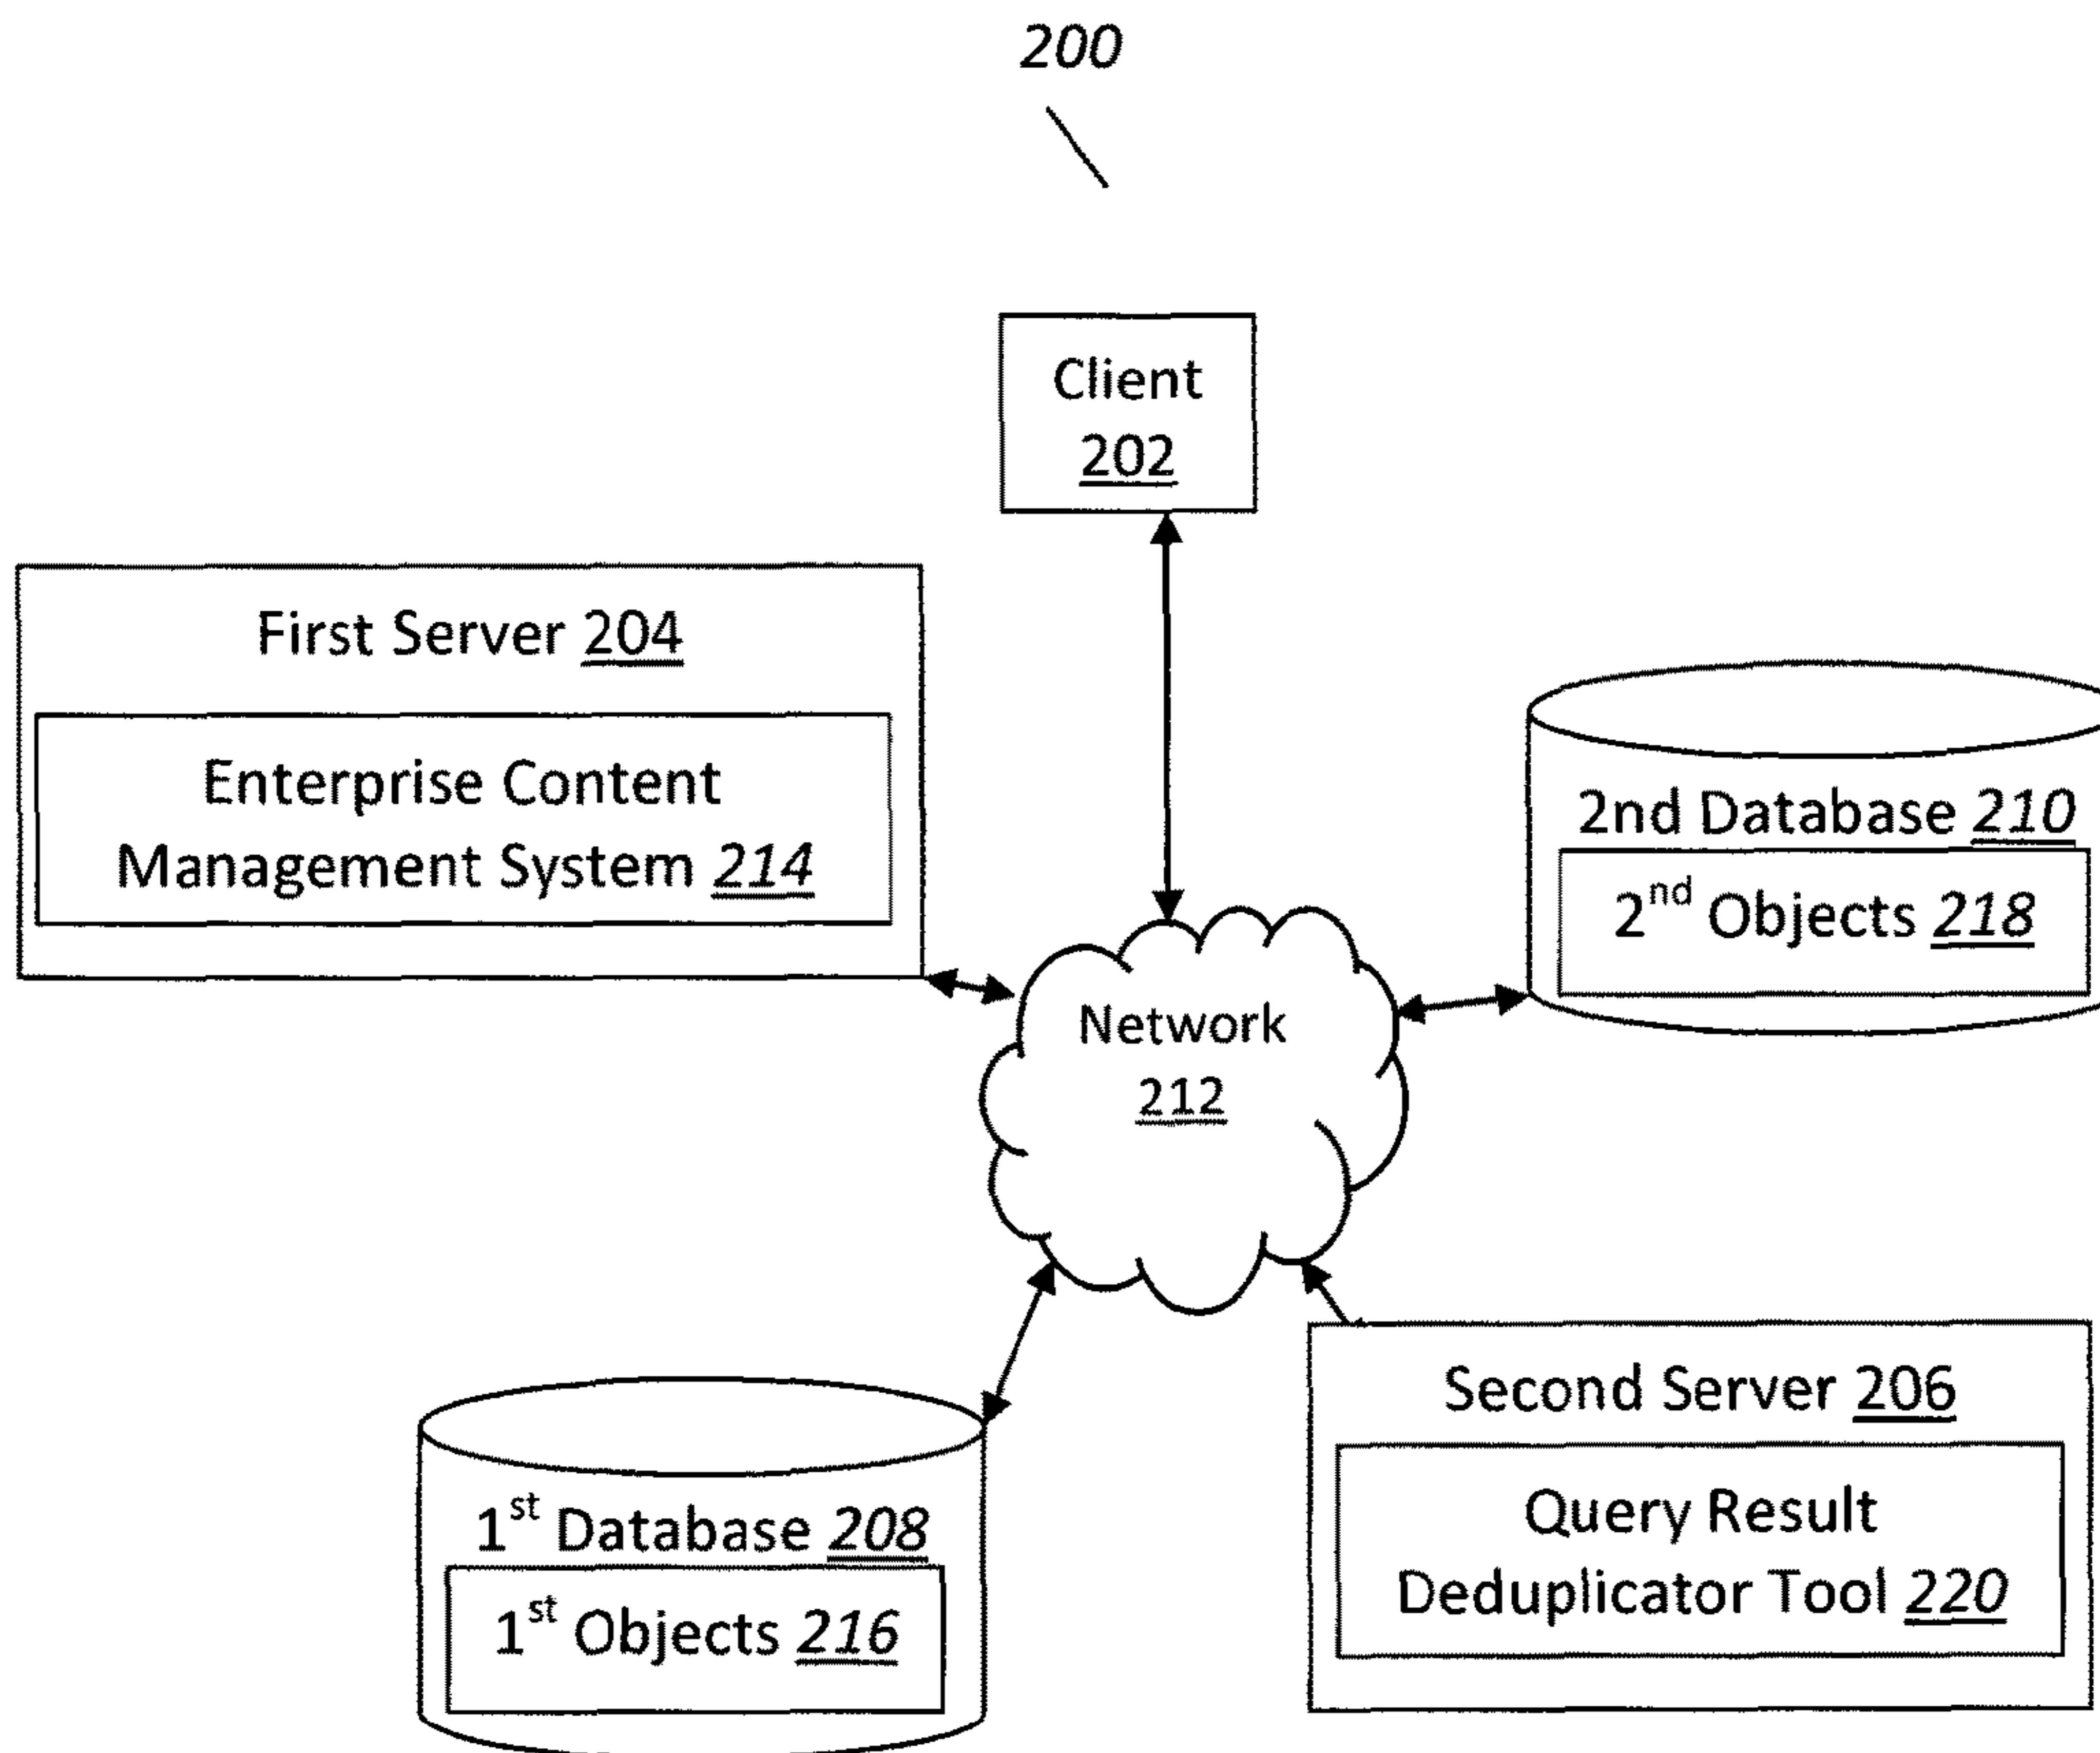 200
Client
202
First Server 204
Enterprise Content
Management System 214
2nd Database 210
2nd Objects 218
Network
212
1st Database 208
1st Objects 216
Second Server 206
Query Result
Deduplicator Tool 220